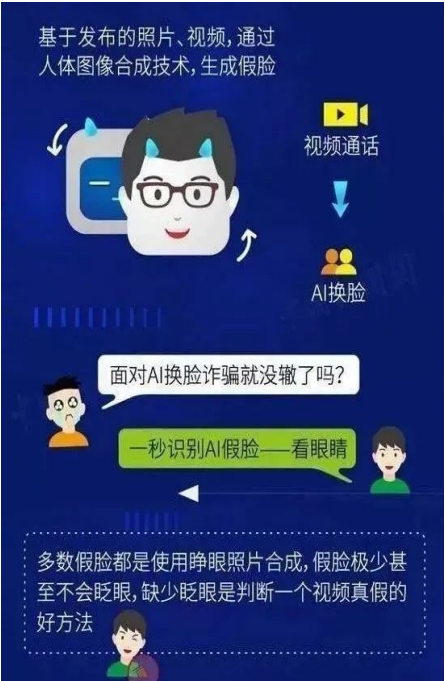 基于发布的照片、视频，通过
人体图像合成技术，生成假脸
视频通话
AI换脸
面对AI换脸诈骗就没辙了吗？
一秒识别AI假脸——看眼睛
多数假脸都是使用睁眼照片合成，假脸极少甚
至不会眨眼，缺少眨眼是判断一个视频真假的
好方法